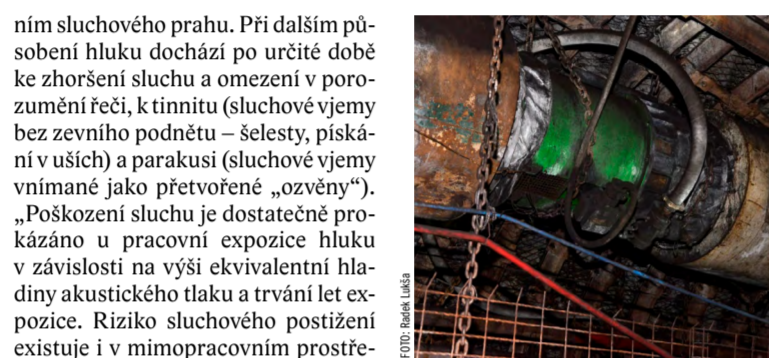 ním sluchového prahu. Při dalším pů-
sobení hluku dochází po určité době
ke zhoršení sluchu a omezení v poro-
zumění řeči, k tinnitu (sluchové vjemy
bez zevního podnětu – šelesty, píská-
ní v uších) a parakusi (sluchové vjemy
vnímané jako přetvořené „ozvěny“).
„Poškození sluchu je dostatečně pro-
kázáno u pracovní expozice hluku
v závislosti na výši ekvivalentní hla-
diny akustického tlaku a trvání let ex-
pozice. Riziko sluchového postižení
existuje i v mimopracovním prostře-
FOTO: Radek Lukša